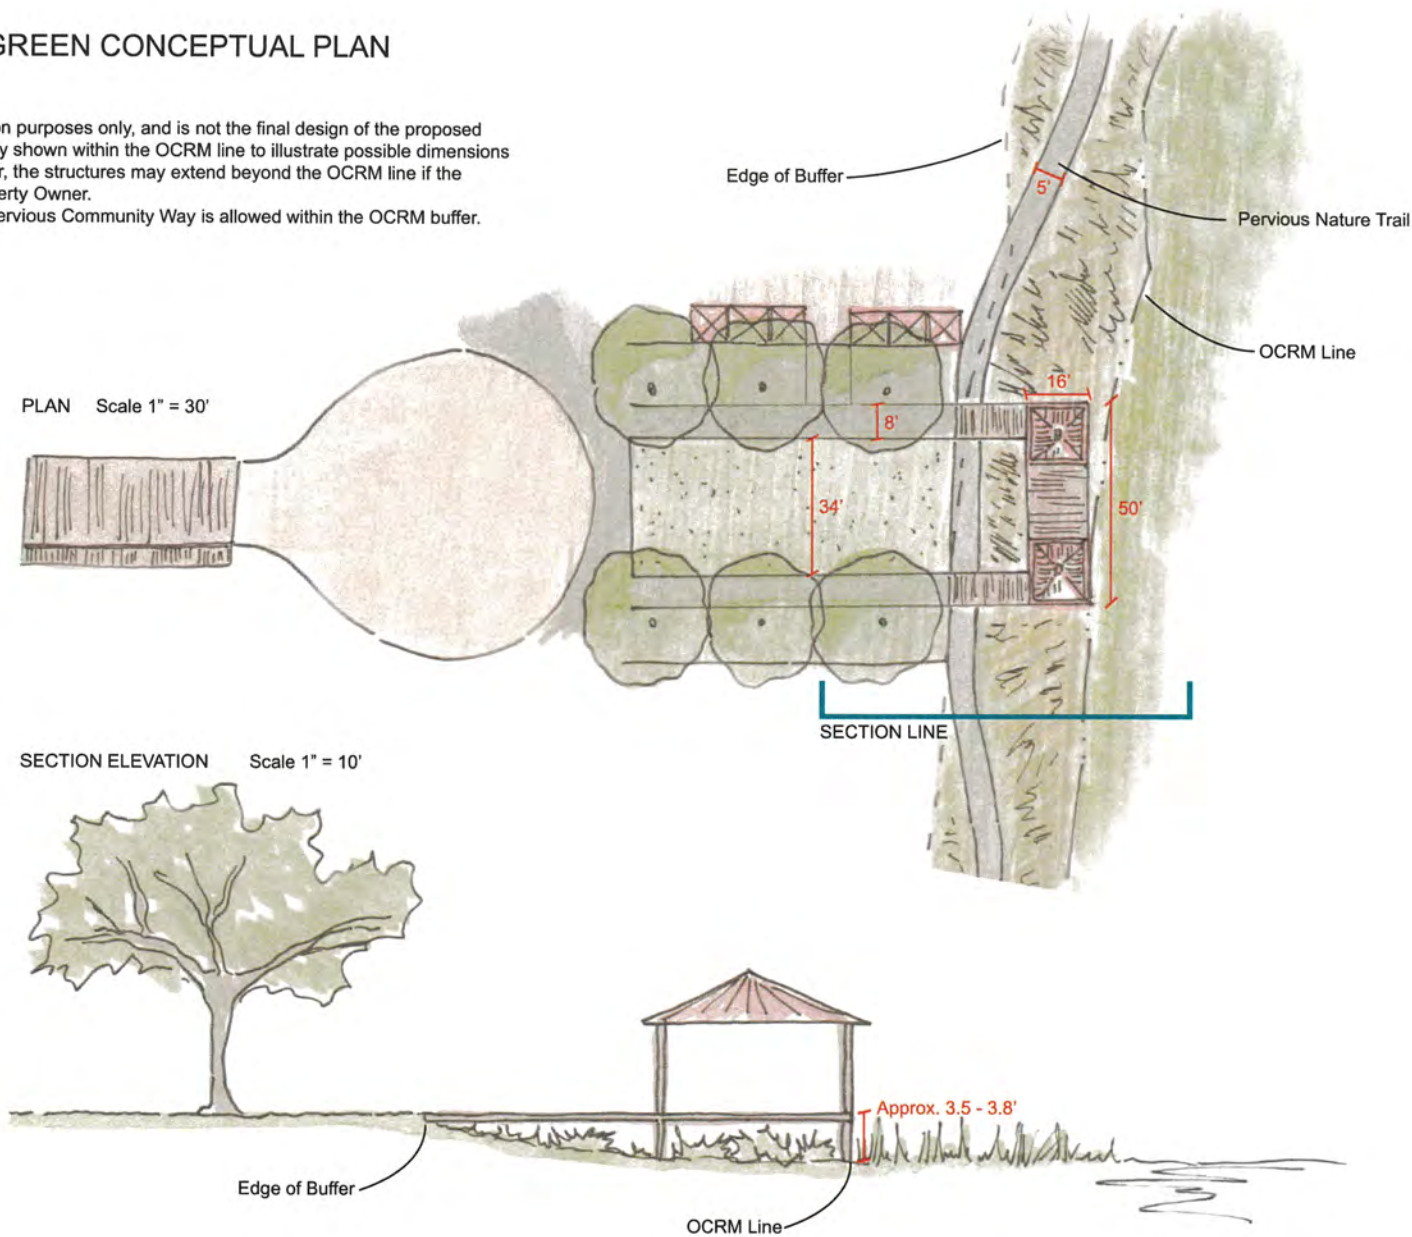 GREEN CONCEPTUAL PLAN
n purposes only, and is not the final design of the proposed
y shown within the OCRM line to illustrate possible dimensions
r, the structures may extend beyond the OCRM line if the
erty Owner.
ervious Community Way is allowed within the OCRM buffer.
Edge of Buffer
5'
Pervious Nature Trail
OCRM Line
PLAN Scale 1" = 30'
16'
8'
34'
50'
SECTION LINE
SECTION ELEVATION Scale 1" = 10'
Approx. 3.5 - 3.8'
Edge of Buffer
OCRM Line